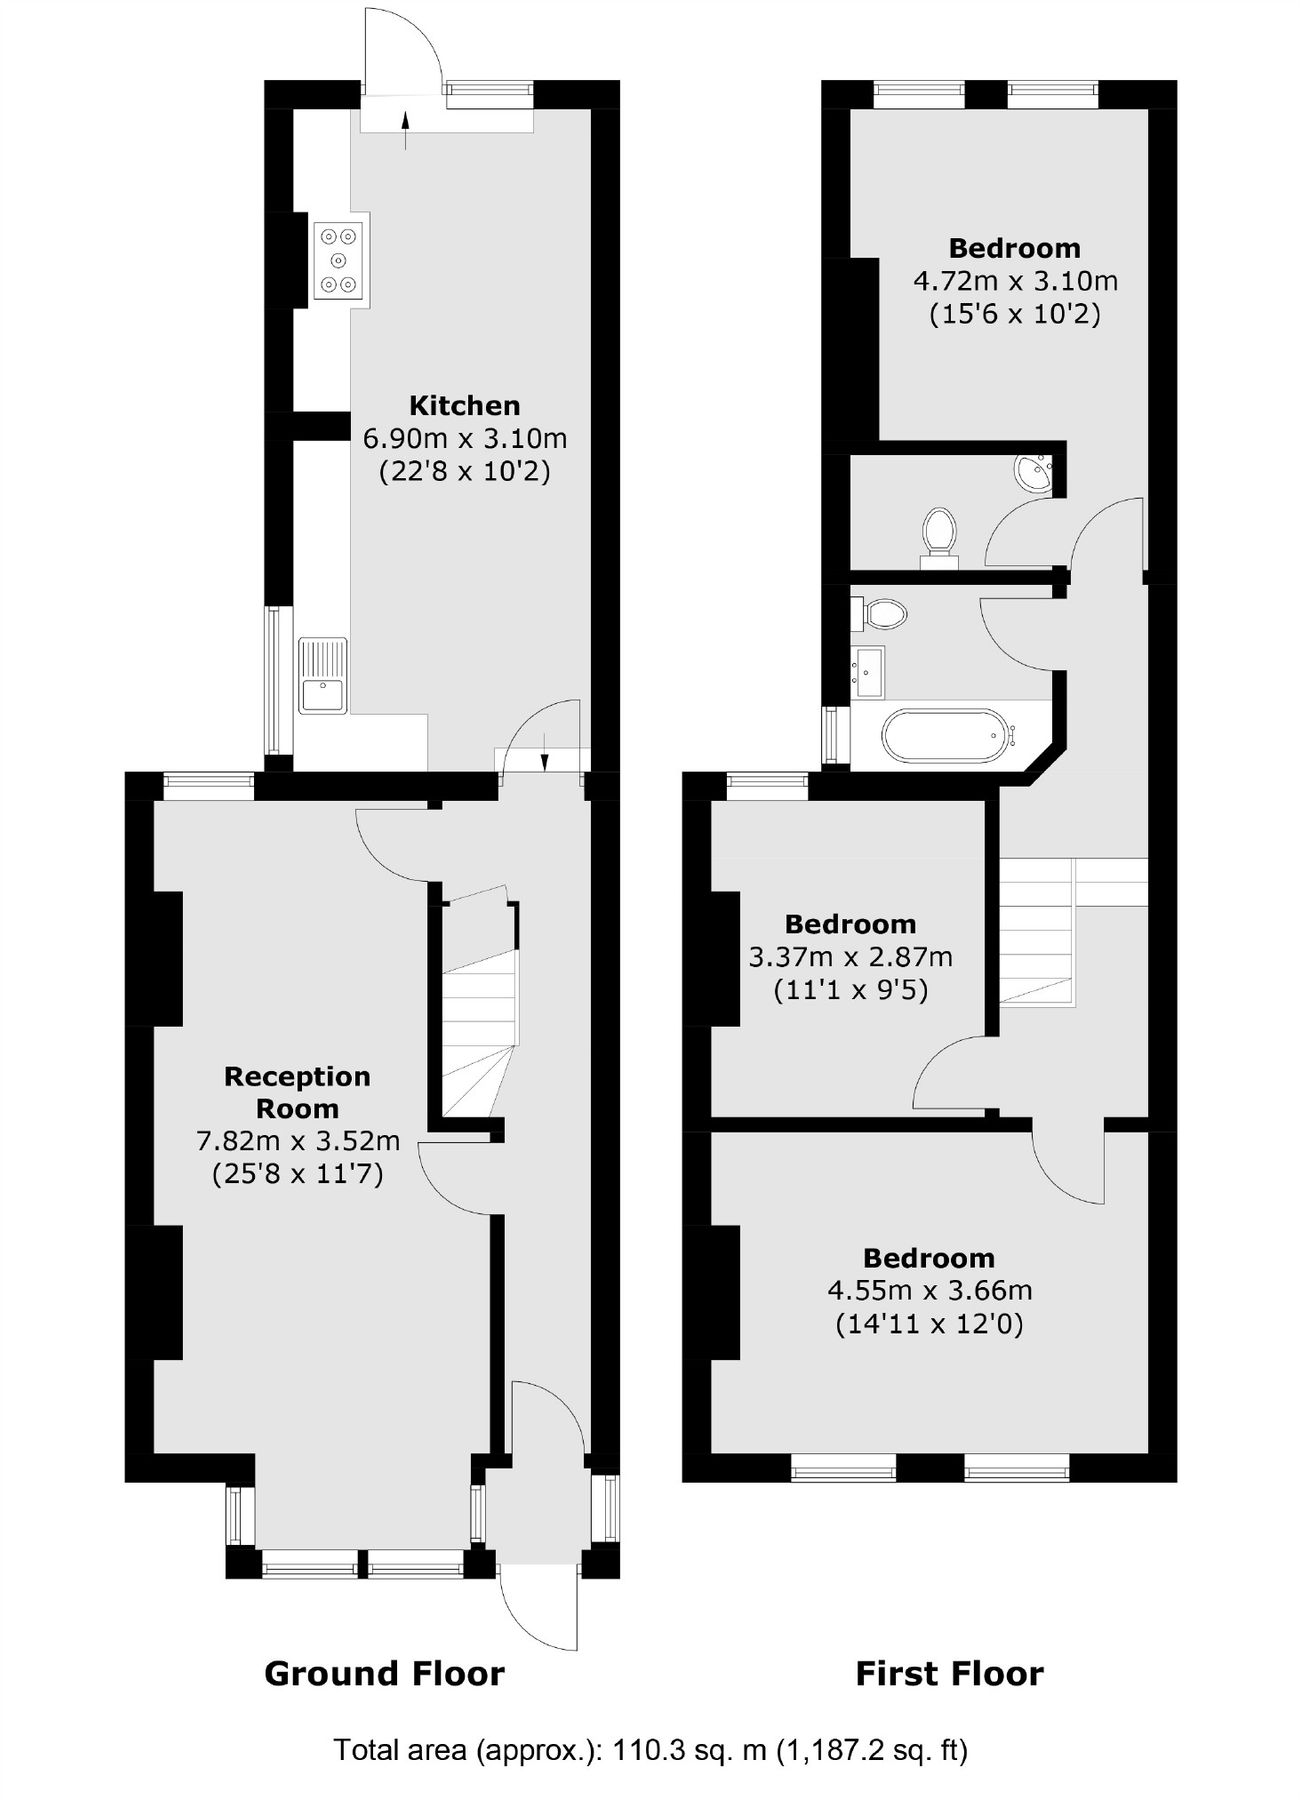 Bedroom
4.72m x 3.10m
(15'6 x 10'2)
Kitchen
6.90m x 3.10m
(22'8 x 10'2)
Bedroom
3.37m x 2.87m
(11'1 x 9'5)
Reception
Room
7.82m x 3.52m
(25'8 x 11'7)
Bedroom
4.55m x 3.66m
(14'11 x 12'0)
Ground Floor
First Floor
Total area (approx.): 110.3 sq. m (1,187.2 sq. ft)